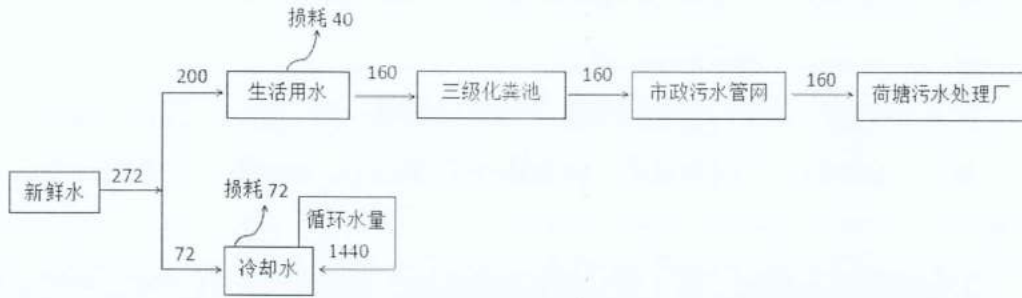 损耗 40
200
生活用水
160
三级化粪池
160
市政污水管网
160
荷塘污水处理厂
新鲜水
272
损耗 72
循环水量
1440
72
冷却水